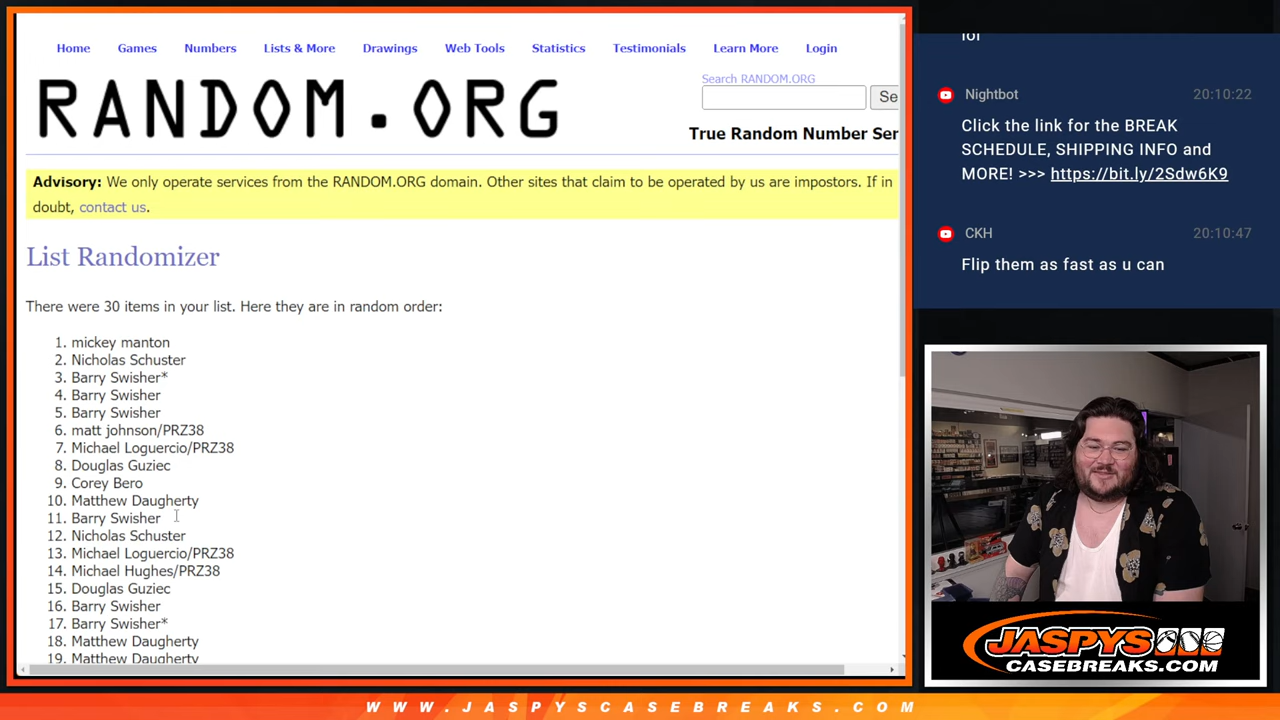 Home Games Numbers Lists & More Drawings Web Tools Statistics Testimonials Learn More Login
RANDOM.ORG
Search RANDOM.ORG
Se
True Random Number Ser
Advisory: We only operate services from the RANDOM.ORG domain. Other sites that claim to be operated by us are impostors. If in
doubt, contact us.
List Randomizer
There were 30 items in your list. Here they are in random order:
1. mickey manton
2. Nicholas Schuster
3. Barry Swisher*
4. Barry Swisher
5. Barry Swisher
6. matt johnson/PRZ38
7. Michael Loguercio/PRZ38
8. Douglas Guziec
9. Corey Bero
10. Matthew Daugherty
11. Barry Swisher
12. Nicholas Schuster
13. Michael Loguercio/PRZ38
14. Michael Hughes/PRZ38
15. Douglas Guziec
16. Barry Swisher
17. Barry Swisher*
18. Matthew Daugherty
19. Matthew Daugherty
for
Nightbot 20:10:22
Click the link for the BREAK
SCHEDULE, SHIPPING INFO and
MORE! >>> https://bit.ly/2Sdw6K9
CKH 20:10:47
Flip them as fast as u can
JASPYS
CASEBREAKS.COM
WWW.JASPYSCASEBREAKS.COM